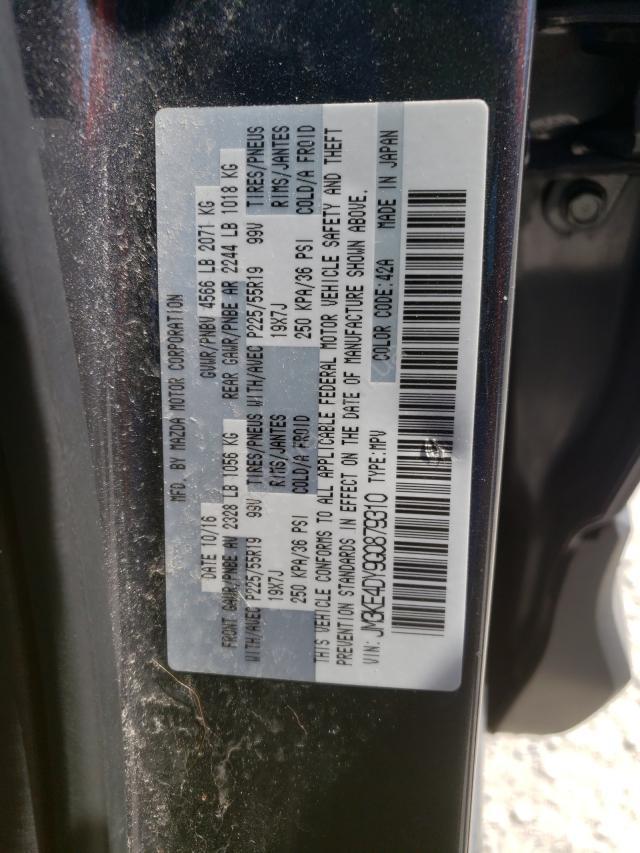 MFD. BY MAZDA MOTOR CORPORATION
DATE 10/16 GVWR/PNBV 4566 LB 2071 KG
FRONT GAWR/PNBE AV 2328 LB 1056 KG REAR GAWR/PNBE AR 2244 LB 1018 KG
WITH/AVEC P225/55R19 99V TIRES/PNEUS WITH/AVEC P225/55R19 99V TIRES/PNEUS
19X7J RIMS/JANTES 19X7J RIMS/JANTES
250 KPA/36 PSI COLD/A FROID 250 KPA/36 PSI COLD/A FROID
THIS VEHICLE CONFORMS TO ALL APPLICABLE FEDERAL MOTOR VEHICLE SAFETY AND THEFT
PREVENTION STANDARDS IN EFFECT ON THE DATE OF MANUFACTURE SHOWN ABOVE.
VIN: JM3KE4DY9G0879310 TYPE:MPV COLOR CODE:42A MADE IN JAPAN